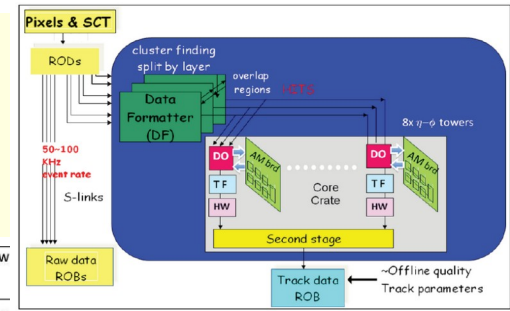 Pixels & SCT
RODs
cluster finding
split by layer
overlap
regions
Data
Formatter
(DF)
50~100
KHz
event rate
S-links
8x η-φ towers
DO
AM brd
TF
HW
Core
Crate
DO
AM brd
TF
HW
Second stage
Raw data
ROBs
Track data
ROB
~Offline quality
Track parameters